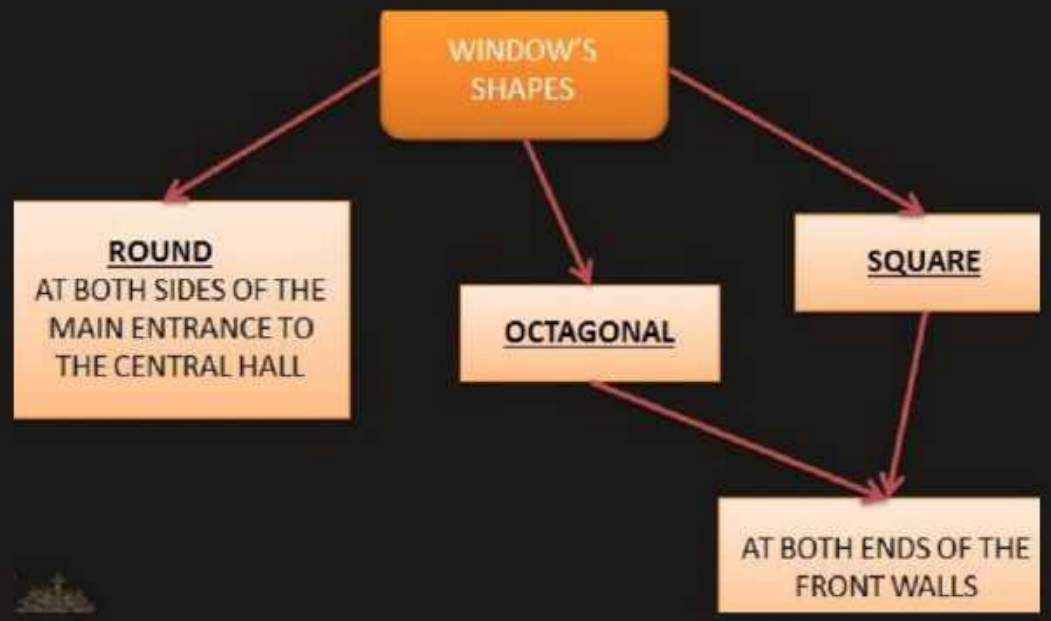 WINDOW'S
SHAPES
ROUND
AT BOTH SIDES OF THE
MAIN ENTRANCE TO
THE CENTRAL HALL
OCTAGONAL
SQUARE
AT BOTH ENDS OF THE
FRONT WALLS